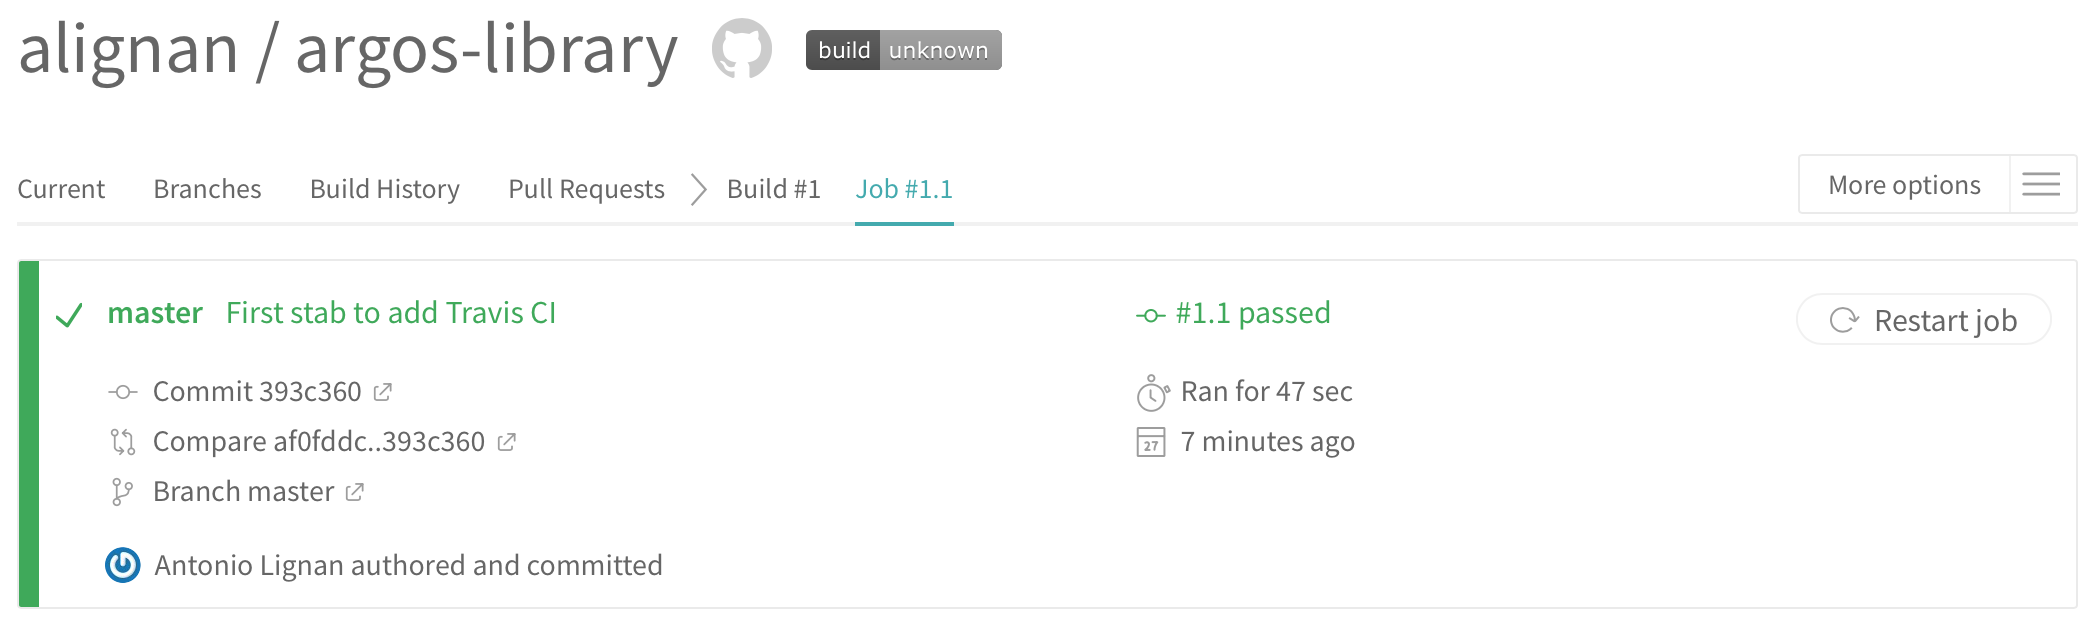 alignan / argos-library build unknown
Current Branches Build History Pull Requests Build #1 Job #1.1 More options
master First stab to add Travis CI #1.1 passed Restart job
Commit 393c360 Ran for 47 sec
Compare af0fddc..393c360 27 7 minutes ago
Branch master
Antonio Lignan authored and committed